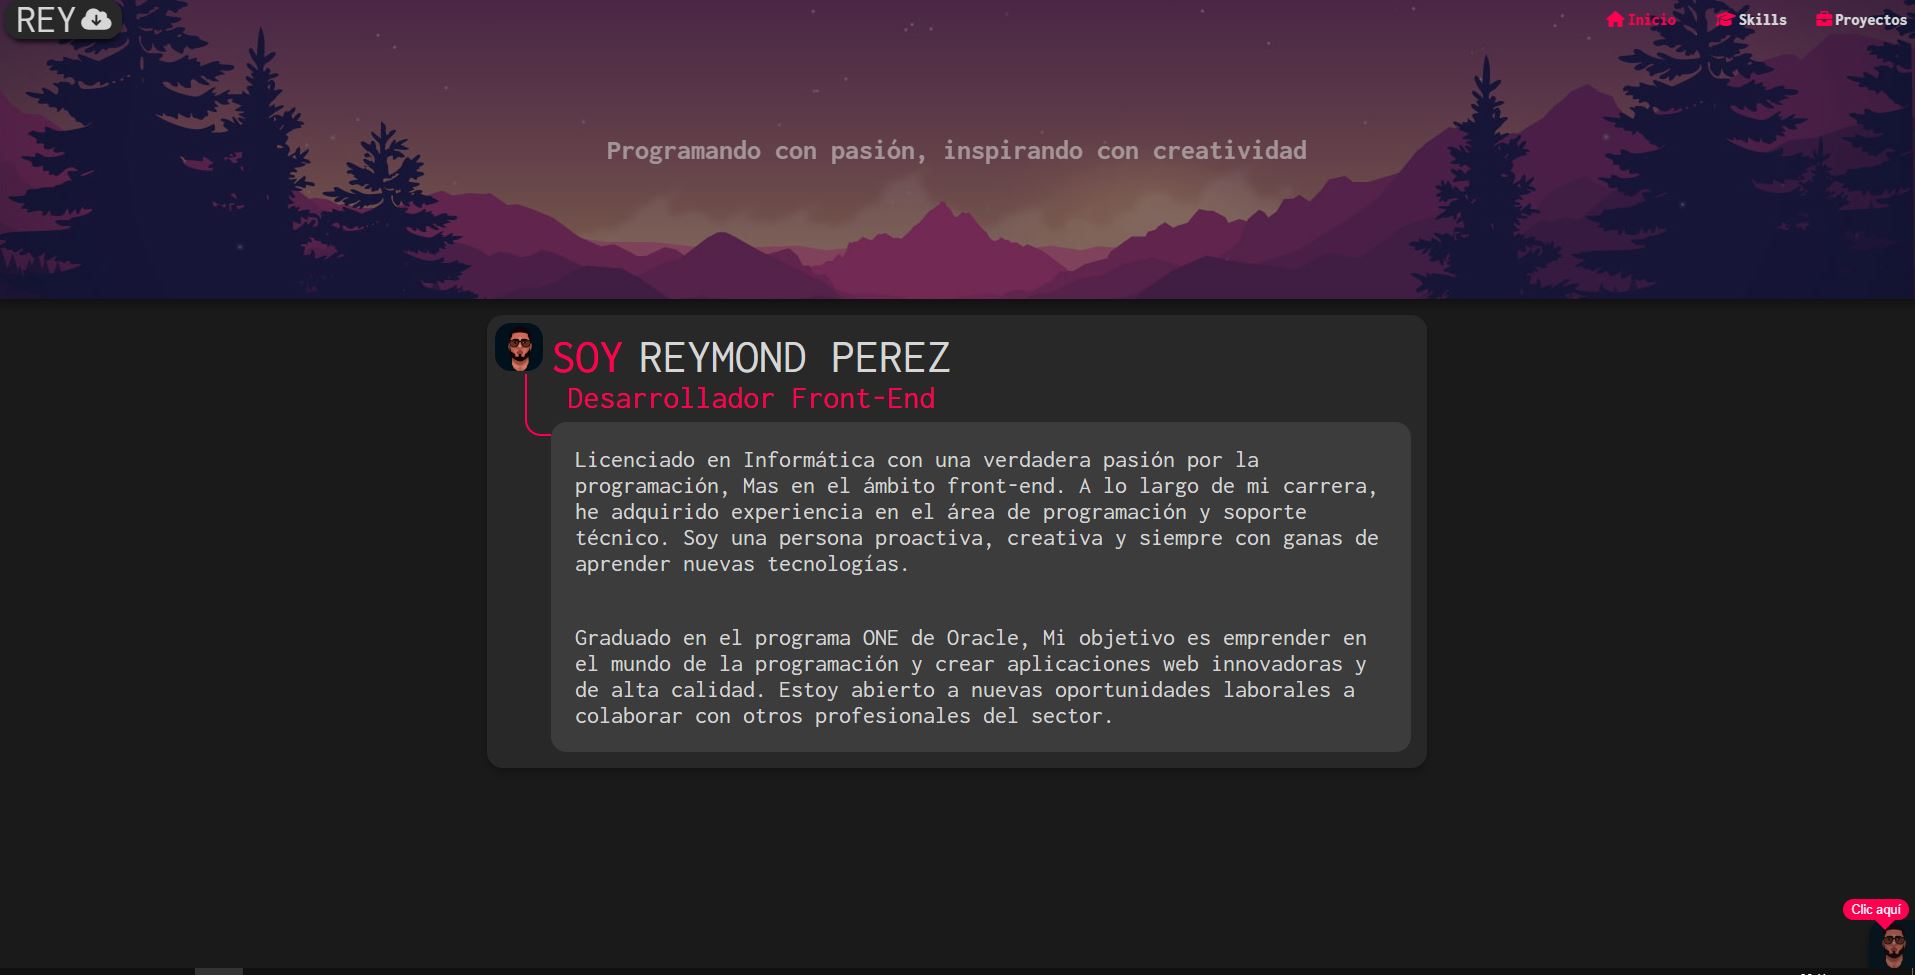 REY
Inicio
Skills
Proyectos
Programando con pasión, inspirando con creatividad
SOY REYMOND PEREZ
Desarrollador Front-End
Licenciado en Informática con una verdadera pasión por la
programación, Mas en el ámbito front-end. A lo largo de mi carrera,
he adquirido experiencia en el área de programación y soporte
técnico. Soy una persona proactiva, creativa y siempre con ganas de
aprender nuevas tecnologías.
Graduado en el programa ONE de Oracle, Mi objetivo es emprender en
el mundo de la programación y crear aplicaciones web innovadoras y
de alta calidad. Estoy abierto a nuevas oportunidades laborales a
colaborar con otros profesionales del sector.
Clic aquí